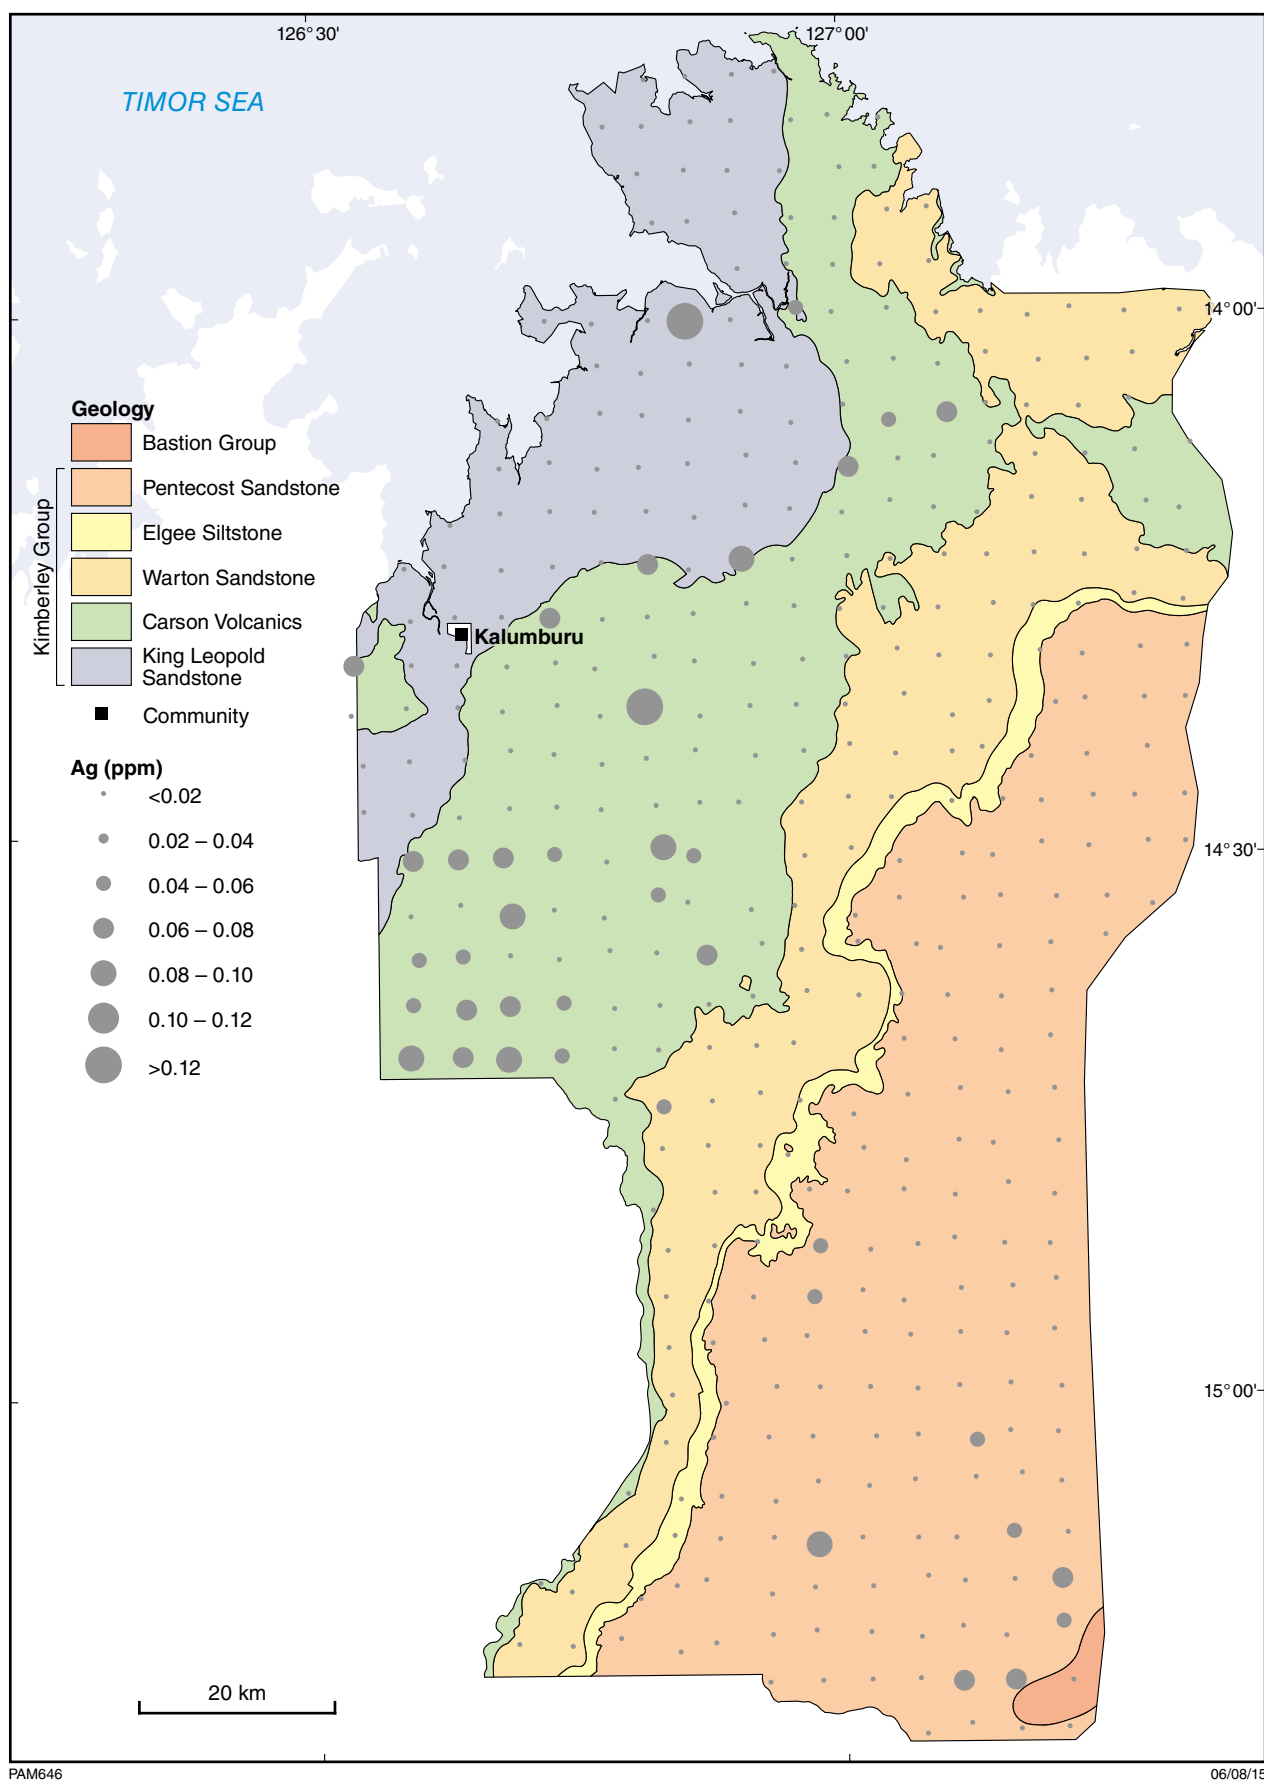 126°30'
127°00'
TIMOR SEA
14°00'
Geology
Bastion Group
Kimberley Group
Pentecost Sandstone
Elgee Siltstone
Warton Sandstone
Carson Volcanics
King Leopold
Sandstone
Community
Kalumburu
Ag (ppm)
<0.02
0.02 – 0.04
0.04 – 0.06
0.06 – 0.08
0.08 – 0.10
0.10 – 0.12
>0.12
14°30'
15°00'
20 km
PAM646
06/08/15